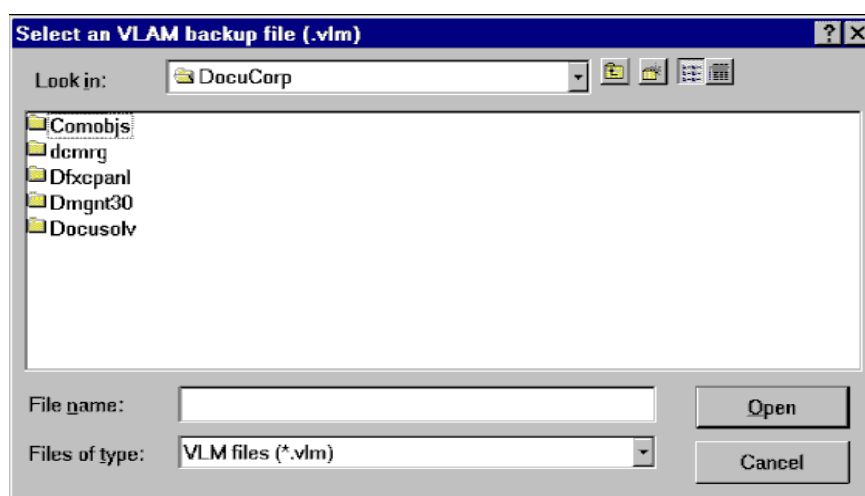 Select an VLAM backup file (.vlm)
Look in: DocuCorp
Comobjs
dcmrg
Dfxcpanl
Dmgnt30
Docusolv
File name: Open
Files of type: VLM files (*.vlm) Cancel